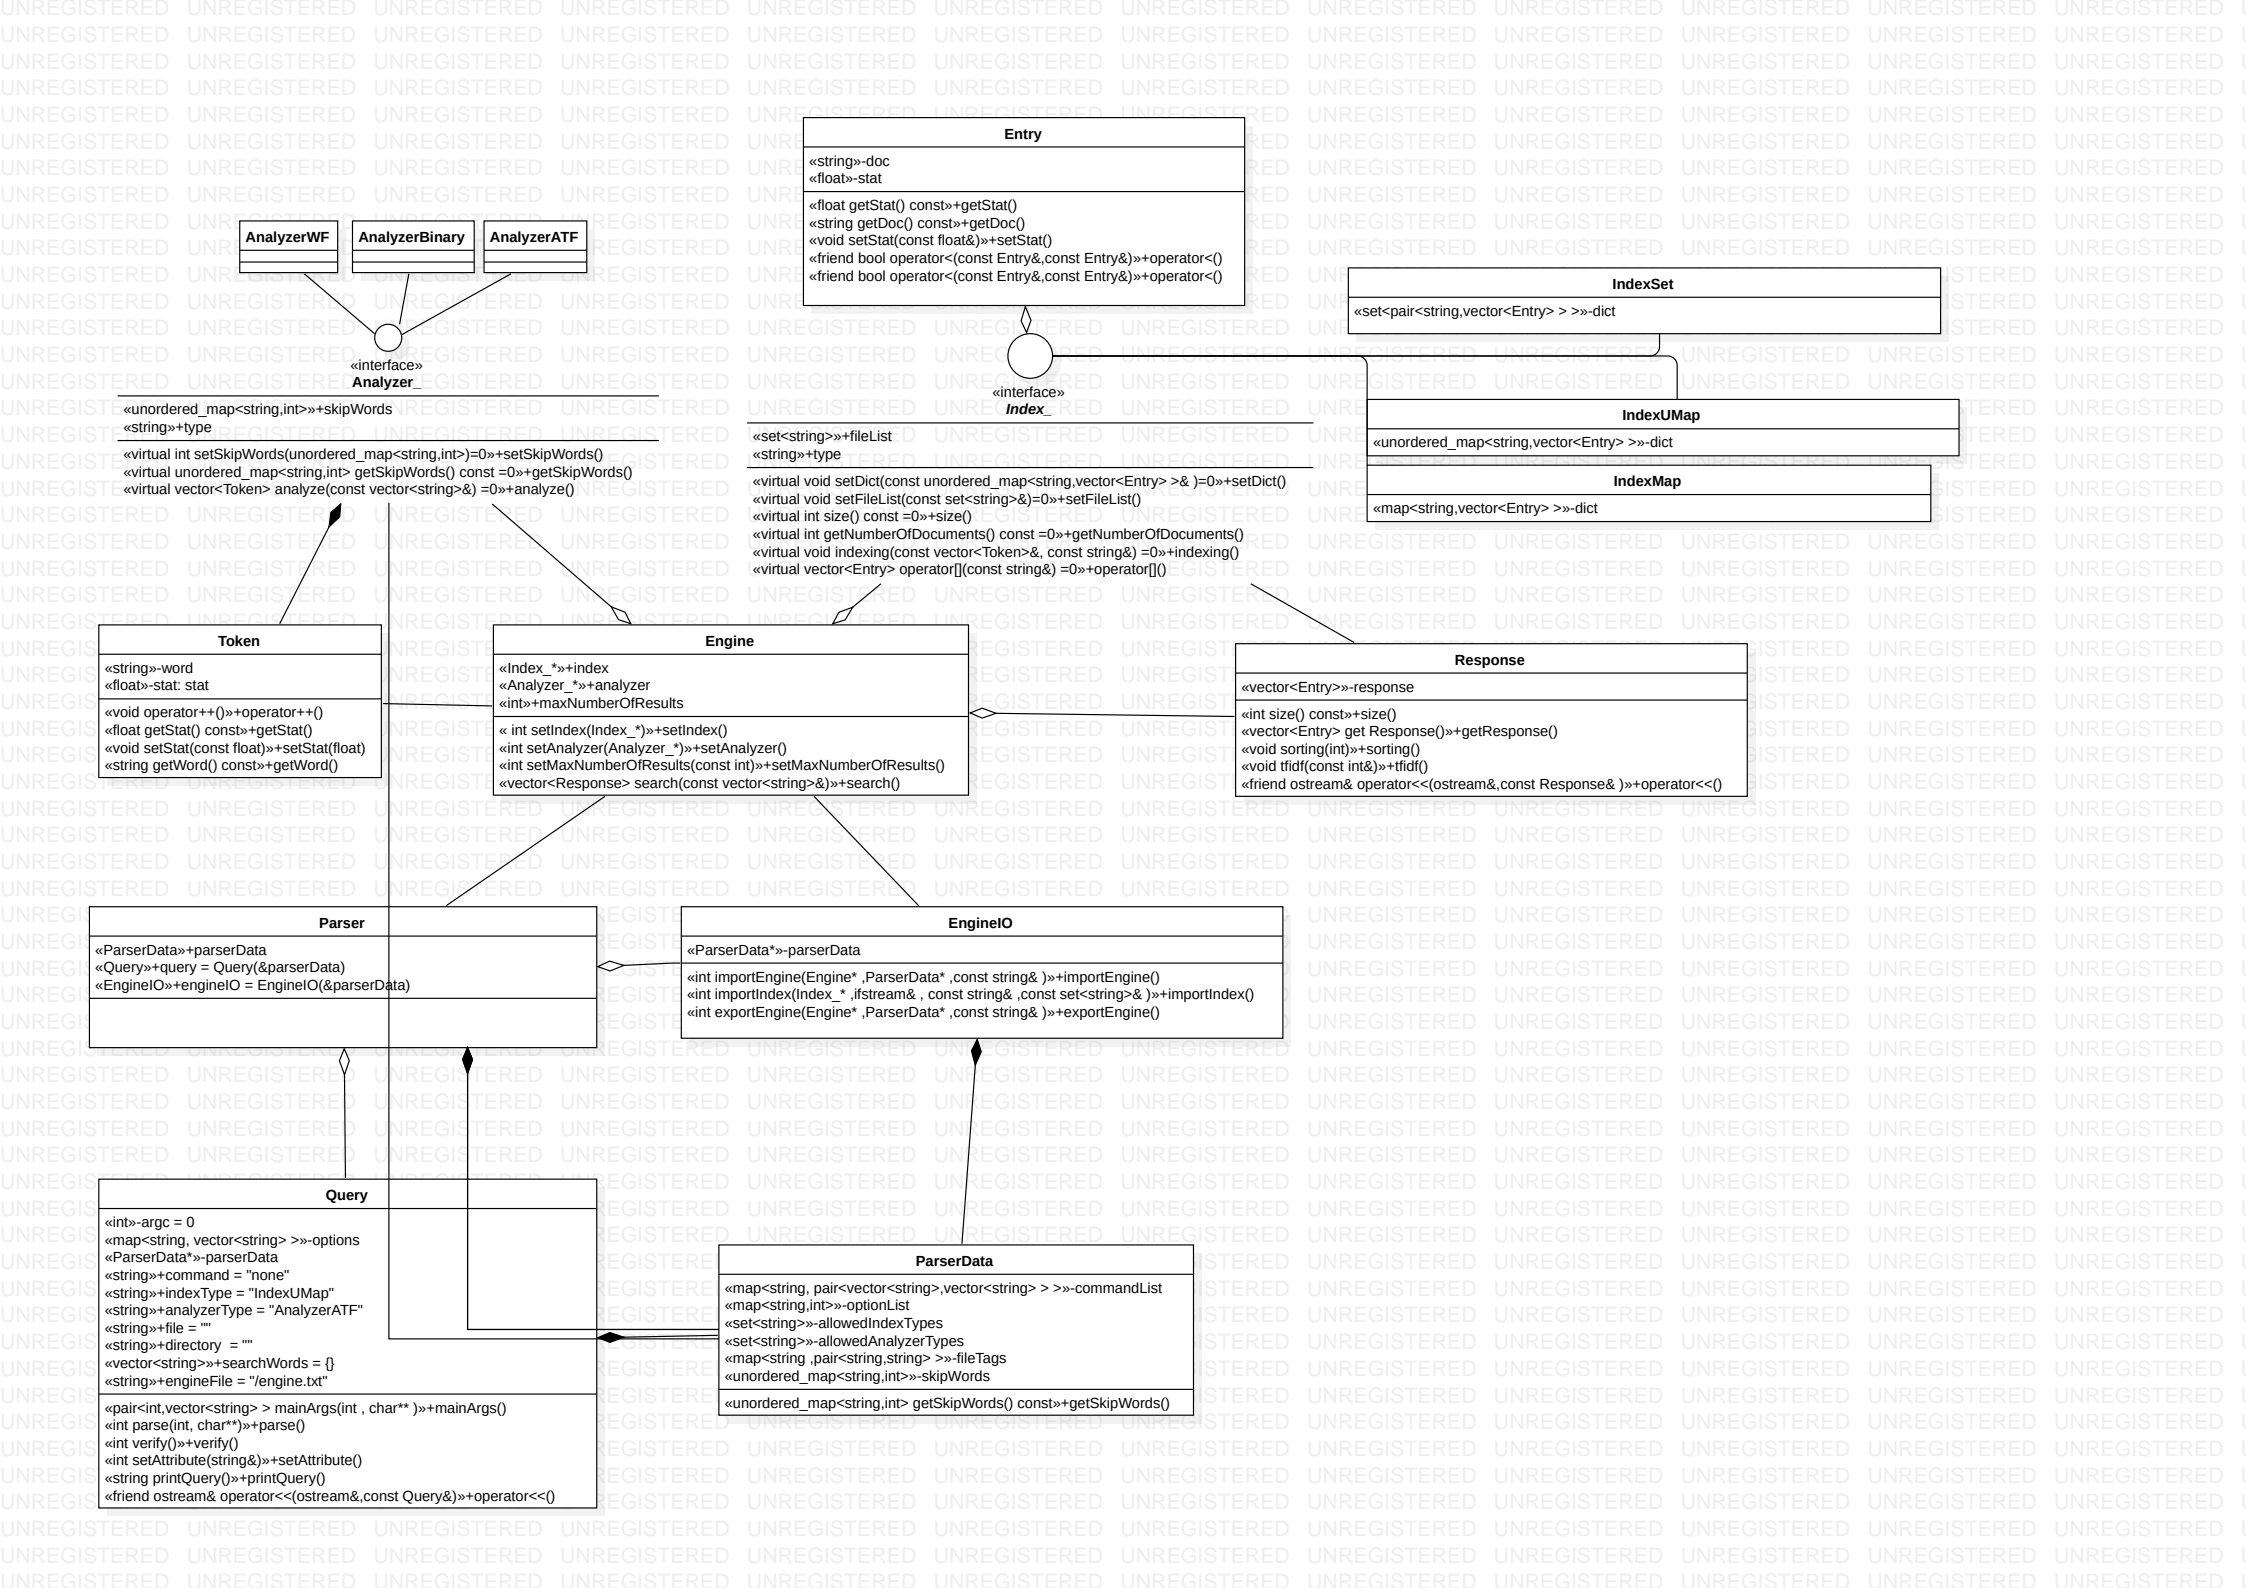 Entry
«string»-doc
«float»-stat
«float getStat() const»+getStat()
«string getDoc() const»+getDoc()
«void setStat(const float&)»+setStat()
«friend bool operator<(const Entry&,const Entry&)»+operator<()
«friend bool operator<(const Entry&,const Entry&)»+operator<()
AnalyzerWF
AnalyzerBinary
AnalyzerATF
«interface»
Analyzer_
«unordered_map<string,int>»+skipWords
«string»+type
«virtual int setSkipWords(unordered_map<string,int>)=0»+setSkipWords()
«virtual unordered_map<string,int> getSkipWords() const =0»+getSkipWords()
«virtual vector<Token> analyze(const vector<string>&) =0»+analyze()
«interface»
Index_
«set<string>»+fileList
«string»+type
«virtual void setDict(const unordered_map<string,vector<Entry> >& )=0»+setDict()
«virtual void setFileList(const set<string>&)=0»+setFileList()
«virtual int size() const =0»+size()
«virtual int getNumberOfDocuments() const =0»+getNumberOfDocuments()
«virtual void indexing(const vector<Token>&, const string&) =0»+indexing()
«virtual vector<Entry> operator[](const string&) =0»+operator[]()
IndexSet
«set<pair<string,vector<Entry> > >»-dict
IndexUMap
«unordered_map<string,vector<Entry> >»-dict
IndexMap
«map<string,vector<Entry> >»-dict
Token
«string»-word
«float»-stat: stat
«void operator++()»+operator++()
«float getStat() const»+getStat()
«void setStat(const float)»+setStat(float)
«string getWord() const»+getWord()
Engine
«Index_*»+index
«Analyzer_*»+analyzer
«int»+maxNumberOfResults
« int setIndex(Index_*)»+setIndex()
«int setAnalyzer(Analyzer_*)»+setAnalyzer()
«int setMaxNumberOfResults(const int)»+setMaxNumberOfResults()
«vector<Response> search(const vector<string>&)»+search()
Response
«vector<Entry>»-response
«int size() const»+size()
«vector<Entry> get Response()»+getResponse()
«void sorting(int)»+sorting()
«void tfidf(const int&)»+tfidf()
«friend ostream& operator<<(ostream&,const Response& )»+operator<<()
Parser
«ParserData»+parserData
«Query»+query = Query(&parserData)
«EngineIO»+engineIO = EngineIO(&parserData)
EngineIO
«ParserData*»-parserData
«int importEngine(Engine* ,ParserData* ,const string& )»+importEngine()
«int importIndex(Index_* ,ifstream& , const string& ,const set<string>& )»+importIndex()
«int exportEngine(Engine* ,ParserData* ,const string& )»+exportEngine()
Query
«int»-argc = 0
«map<string, vector<string> >»-options
«ParserData*»-parserData
«string»+command = "none"
«string»+indexType = "IndexUMap"
«string»+analyzerType = "AnalyzerATF"
«string»+file = ""
«string»+directory  = ""
«vector<string>»+searchWords = {}
«string»+engineFile = "/engine.txt"
«pair<int,vector<string> > mainArgs(int , char** )»+mainArgs()
«int parse(int, char**)»+parse()
«int verify()»+verify()
«int setAttribute(string&)»+setAttribute()
«string printQuery()»+printQuery()
«friend ostream& operator<<(ostream&,const Query&)»+operator<<()
ParserData
«map<string, pair<vector<string>,vector<string> > >»-commandList
«map<string,int>»-optionList
«set<string>»-allowedIndexTypes
«set<string>»-allowedAnalyzerTypes
«map<string ,pair<string,string> >»-fileTags
«unordered_map<string,int>»-skipWords
«unordered_map<string,int> getSkipWords() const»+getSkipWords()
UNREGISTERED